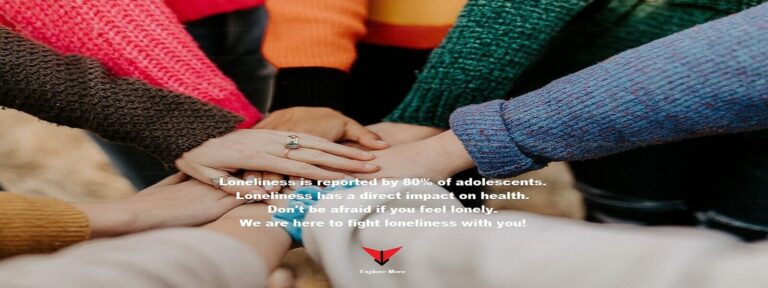 Loneliness is reported by 80% of adolescents.
Loneliness has a direct impact on health.
Don't be afraid if you feel lonely.
We are here to fight loneliness with you!
Explore More